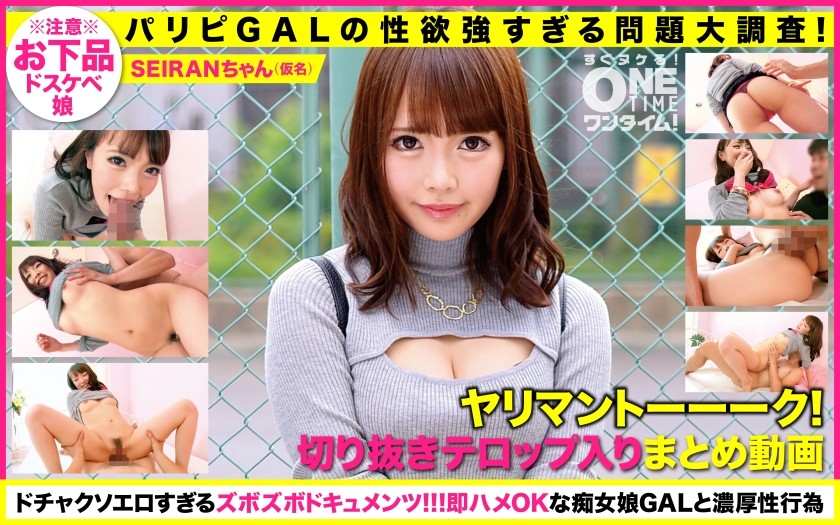 ※注意※
お下品
ドスケベ
娘
パリピGALの性欲強すぎる問題大調査!
SEIRANちゃん(仮名)
すぐヌケる!
ONE
TIME
ワンタイム!
ヤリマントーーーク!
切り抜きテロップ入りまとめ動画
ドチャクソエロすぎるズボズボドキュメンツ!!!即ハメOKな痴女娘GALと濃厚性行為